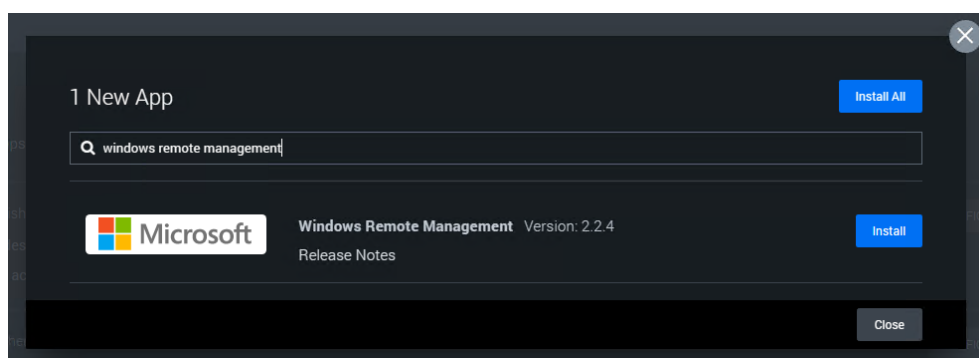 1 New App
Install All
windows remote management
Microsoft
Windows Remote Management Version: 2.2.4
Install
Release Notes
Close